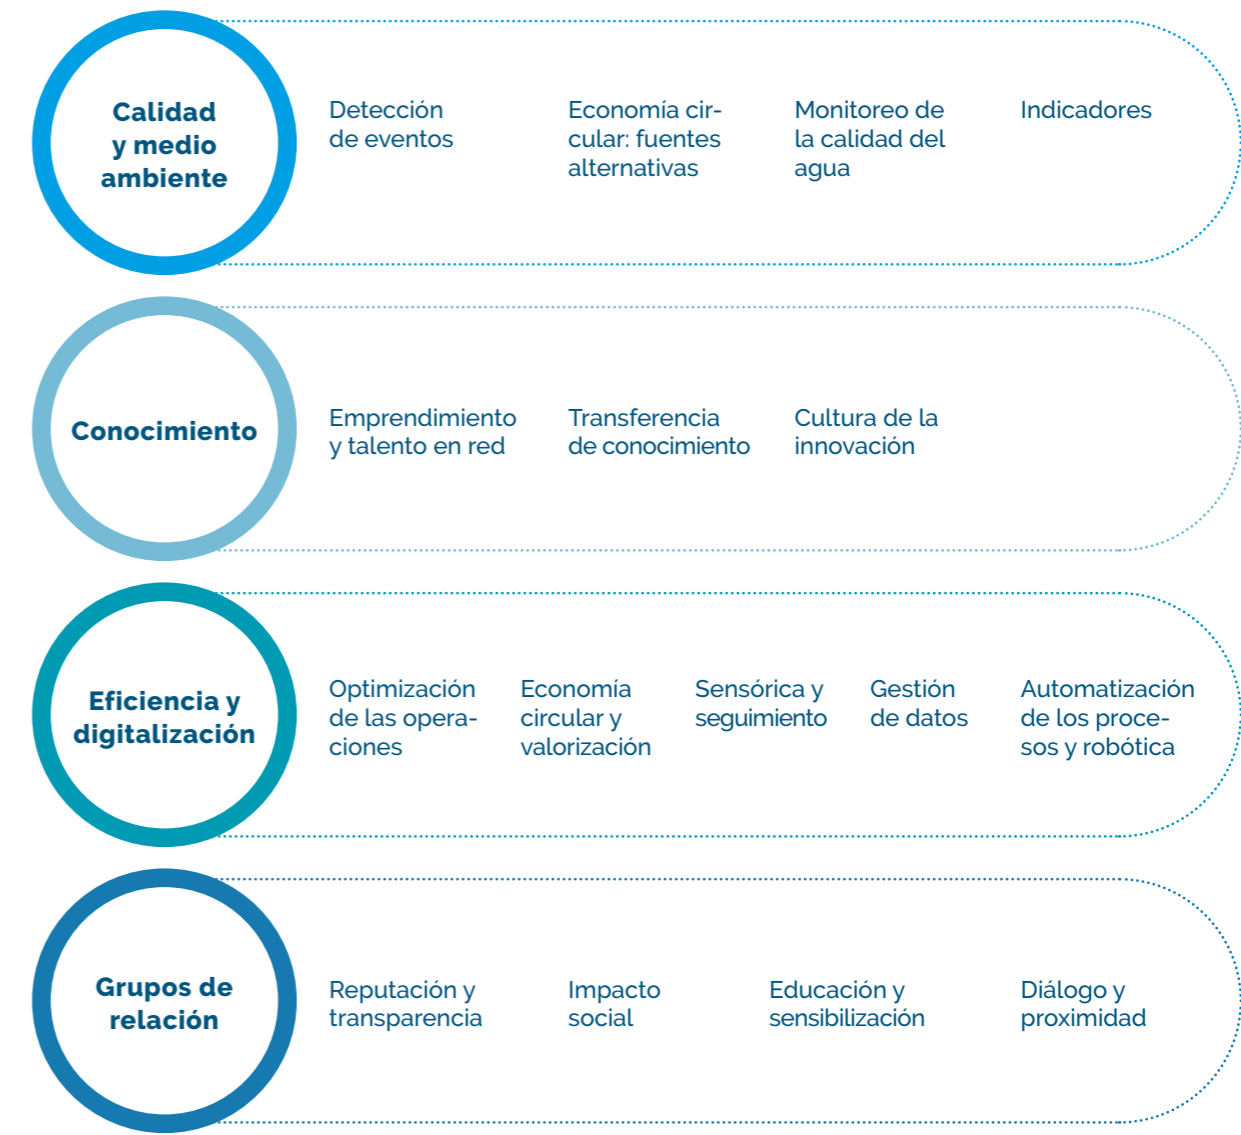 Calidad
y medio
ambiente
Detección
de eventos
Economía cir-
cular: fuentes
alternativas
Monitoreo de
la calidad del
agua
Indicadores
Conocimiento
Emprendimiento
y talento en red
Transferencia
de conocimiento
Cultura de la
innovación
Eficiencia y
digitalización
Optimización
de las opera-
ciones
Economía
circular y
valorización
Sensórica y
seguimiento
Gestión
de datos
Automatización
de los proce-
sos y robótica
Grupos de
relación
Reputación y
transparencia
Impacto
social
Educación y
sensibilización
Diálogo y
proximidad